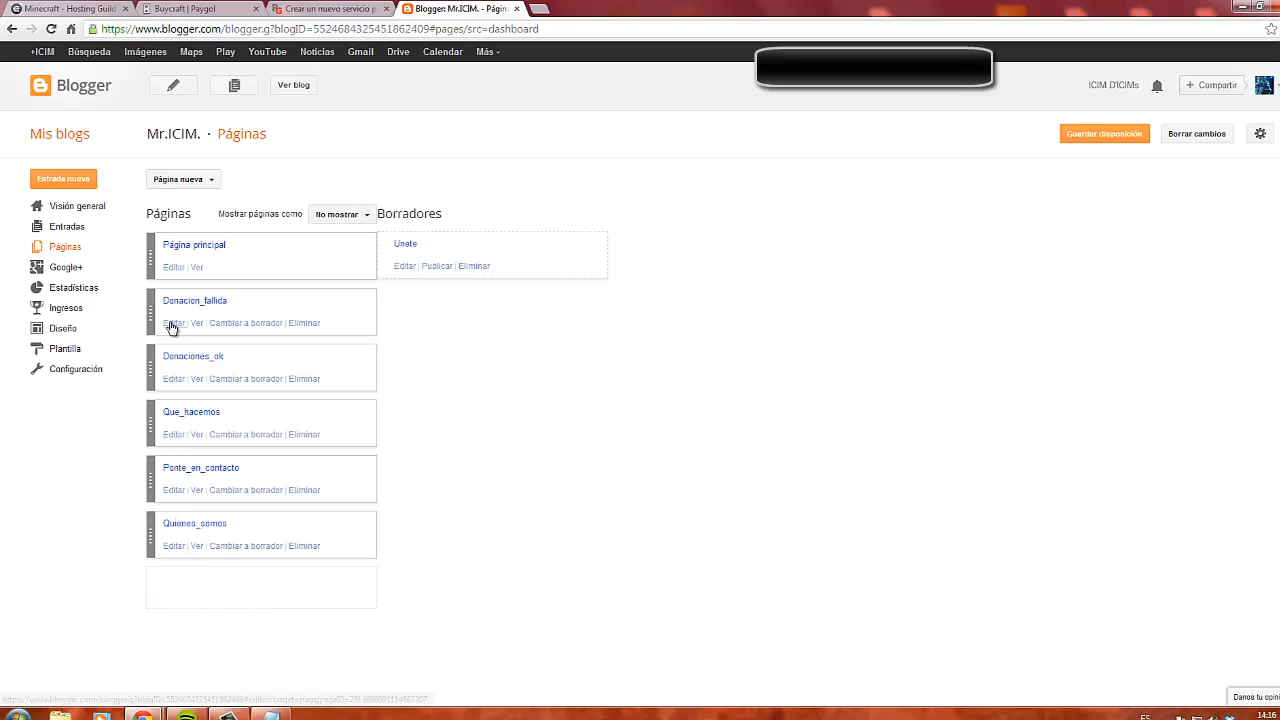 Minecraft - Hosting Guild
Buycraft | Paygol
Crear un nuevo servicio p
Blogger: Mr.ICIM. - Págin
https://www.blogger.com/blogger.g?blogID=5524684325451862409#pages/src=dashboard
+ICIM Búsqueda Imágenes Maps Play YouTube Noticias Gmail Drive Calendar Más
Blogger
Ver blog
ICIM D'ICIMs
+ Compartir
Mis blogs
Mr.ICIM. · Páginas
Guardar disposición
Borrar cambios
Entrada nueva
Página nueva
Visión general
Entradas
Páginas
Google+
Estadísticas
Ingresos
Diseño
Plantilla
Configuración
Páginas
Mostrar páginas como
No mostrar
Borradores
Página principal
Editar | Ver
Unete
Editar | Publicar | Eliminar
Donacion_fallida
Editar | Ver | Cambiar a borrador | Eliminar
Donaciones_ok
Editar | Ver | Cambiar a borrador | Eliminar
Que_hacemos
Editar | Ver | Cambiar a borrador | Eliminar
Ponte_en_contacto
Editar | Ver | Cambiar a borrador | Eliminar
Quienes_somos
Editar | Ver | Cambiar a borrador | Eliminar
Danos tu opini
ES
14:16